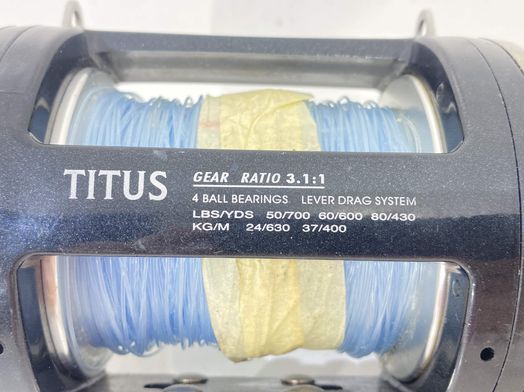 TITUS
GEAR RATIO 3.1:1
4 BALL BEARINGS LEVER DRAG SYSTEM
LBS/YDS 50/700 60/600 80/430
KG/M 24/630 37/400